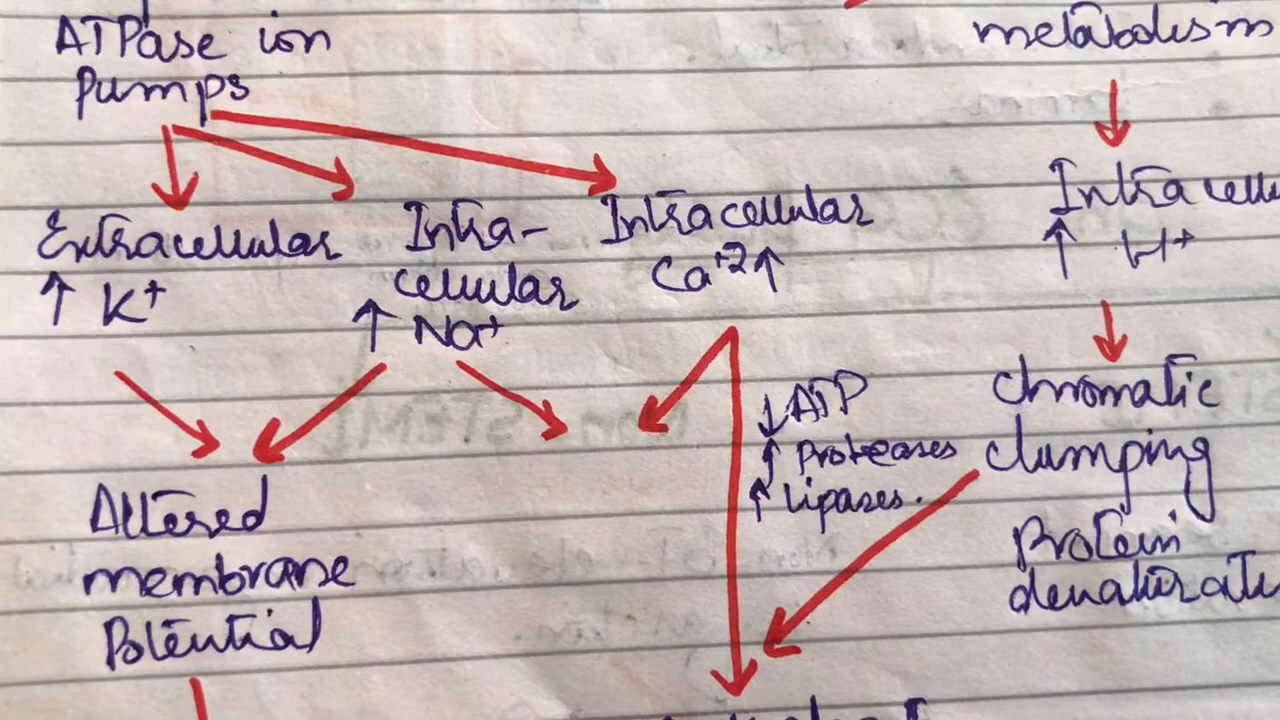 ATPase ion
Pumps
metabolism
Extracellular
↑ K+
Intra-
cellular
↑ Na+
Intracellular
Ca+2↑
Intracellu
↑ H+
↓ATP
↑ Proteases
↑ Lipases.
Chromatic
clumping
Protein
denaturati
Altered
membrane
Potential